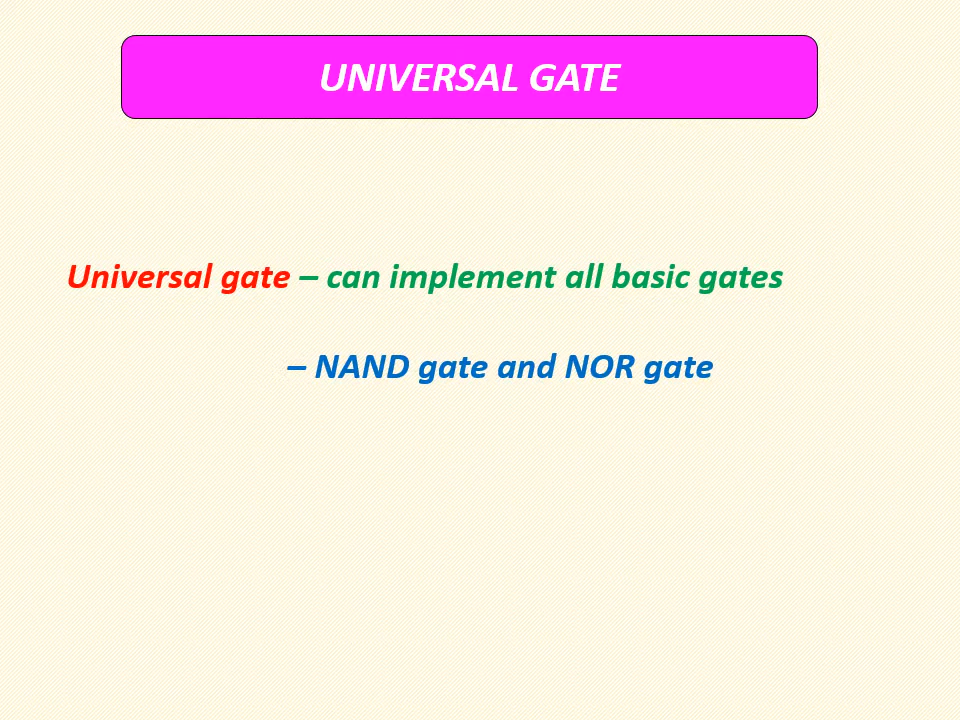 UNIVERSAL GATE
Universal gate – can implement all basic gates
– NAND gate and NOR gate